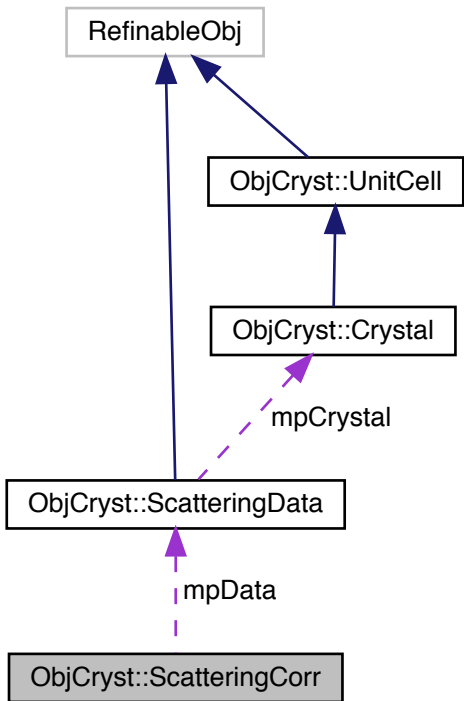 RefinableObj
ObjCryst::UnitCell
ObjCryst::Crystal
mpCrystal
ObjCryst::ScatteringData
mpData
ObjCryst::ScatteringCorr